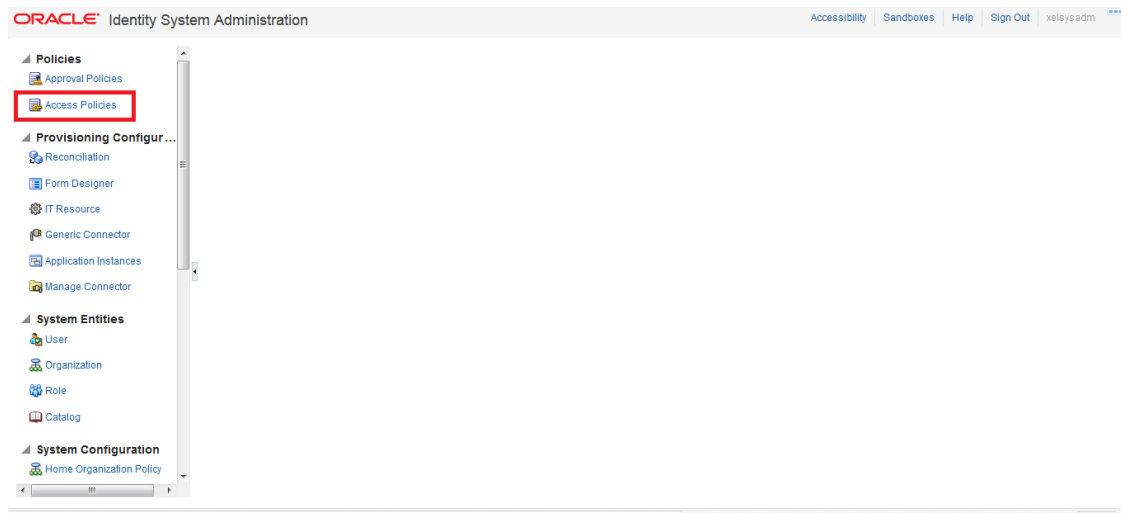 ORACLE Identity System Administration
Accessibility Sandboxes Help Sign Out xelsysadm
Policies
Approval Policies
Access Policies
Provisioning Configur...
Reconciliation
Form Designer
IT Resource
Generic Connector
Application Instances
Manage Connector
System Entities
User
Organization
Role
Catalog
System Configuration
Home Organization Policy